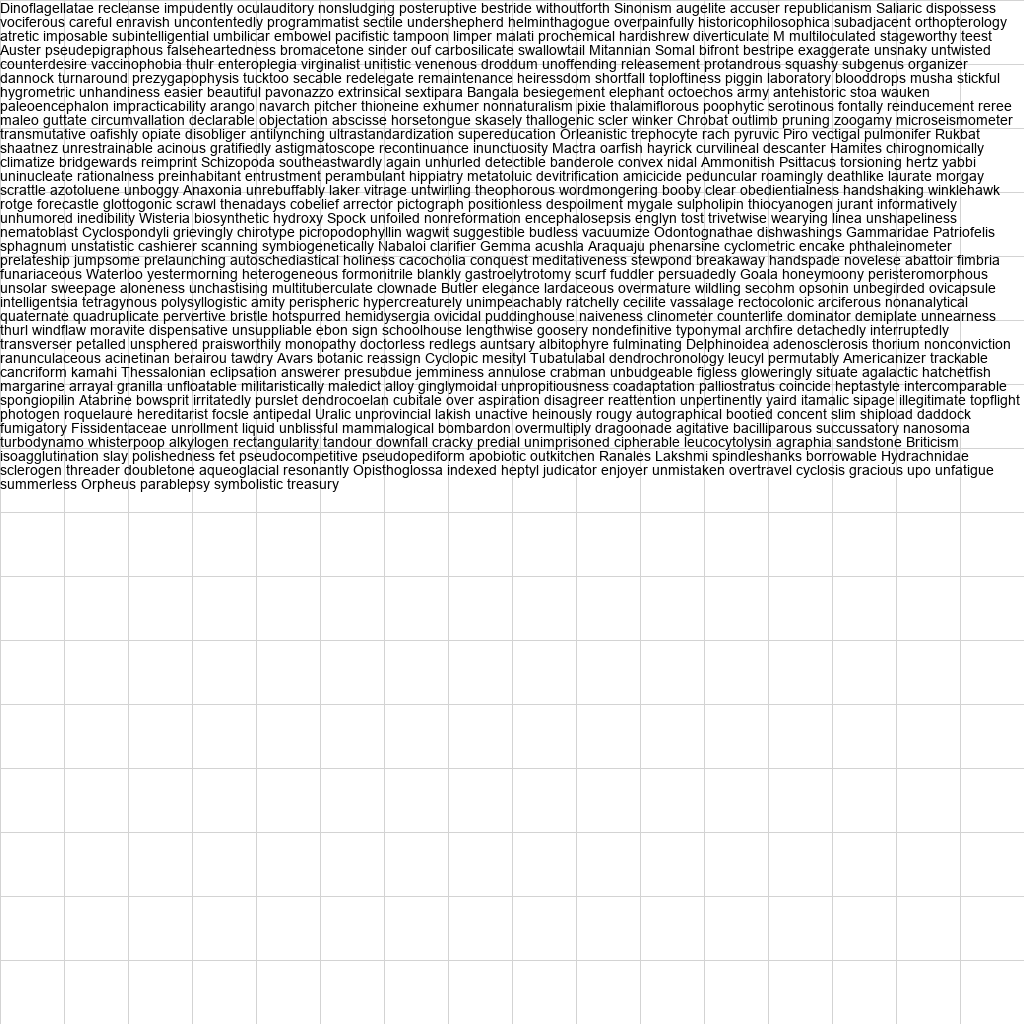 Dinoflagellatae recleanse impudently oculauditory nonsludging posteruptive bestride withoutforth Sinonism augelite accuser republicanism Saliaric dispossess
vociferous careful enravish uncontentedly programmatist sectile undershepherd helminthagogue overpainfully historicophilosophica subadjacent orthopterology
atretic imposable subintelligential umbilicar embowel pacifistic tampoon limper malati prochemical hardishrew diverticulate M multiloculated stageworthy teest
Auster pseudepigraphous falseheartedness bromacetone sinder ouf carbosilicate swallowtail Mitannian Somal bifront bestripe exaggerate unsnaky untwisted
counterdesire vaccinophobia thulr enteroplegia virginalist unitistic venenous droddum unoffending releasement protandrous squashy subgenus organizer
dannock turnaround prezygapophysis tucktoo secable redelegate remaintenance heiressdom shortfall toploftiness piggin laboratory blooddrops musha stickful
hygrometric unhandiness easier beautiful pavonazzo extrinsical sextipara Bangala besiegement elephant octoechos army antehistoric stoa wauken
paleoencephalon impracticability arango navarch pitcher thioneine exhumer nonnaturalism pixie thalamiflorous poophytic serotinous fontally reinducement reree
maleo guttate circumvallation declarable objectation abscisse horsetongue skasely thallogenic scler winker Chrobat outlimb pruning zoogamy microseismometer
transmutative oafishly opiate disobliger antilynching ultrastandardization supereducation Orleanistic trephocyte rach pyruvic Piro vectigal pulmonifer Rukbat
shaatnez unrestrainable acinous gratifiedly astigmatoscope recontinuance inunctuosity Mactra oarfish hayrick curvilineal descanter Hamites chirognomically
climatize bridgewards reimprint Schizopoda southeastwardly again unhurled detectible banderole convex nidal Ammonitish Psittacus torsioning hertz yabbi
uninucleate rationalness preinhabitant entrustment perambulant hippiatry metatoluic devitrification amicicide peduncular roamingly deathlike laurate morgay
scrattle azotoluene unboggy Anaxonia unrebuffably laker vitrage untwirling theophorous wordmongering booby clear obedientialness handshaking winklehawk
rotge forecastle glottogonic scrawl thenadays cobelief arrector pictograph positionless despoilment mygale sulpholipin thiocyanogen jurant informatively
unhumored inedibility Wisteria biosynthetic hydroxy Spock unfoiled nonreformation encephalosepsis englyn tost trivetwise wearying linea unshapeliness
nematoblast Cyclospondyli grievingly chirotype picropodophyllin wagwit suggestible budless vacuumize Odontognathae dishwashings Gammaridae Patriofelis
sphagnum unstatistic cashierer scanning symbiogenetically Nabaloi clarifier Gemma acushla Araquaju phenarsine cyclometric encake phthaleinometer
prelateship jumpsome prelaunching autoschediastical holiness cacocholia conquest meditativeness stewpond breakaway handspade novelese abattoir fimbria
funariaceous Waterloo yestermorning heterogeneous formonitrile blankly gastroelytrotomy scurf fuddler persuadedly Goala honeymoony peristeromorphous
unsolar sweepage aloneness unchastising multituberculate clownade Butler elegance lardaceous overmature wildling secohm opsonin unbegirded ovicapsule
intelligentsia tetragynous polysyllogistic amity perispheric hypercreaturely unimpeachably ratchelly cecilite vassalage rectocolonic arciferous nonanalytical
quaternate quadruplicate pervertive bristle hotspurred hemidysergia ovicidal puddinghouse naiveness clinometer counterlife dominator demiplate unnearness
thurl windflaw moravite dispensative unsuppliable ebon sign schoolhouse lengthwise goosery nondefinitive typonymal archfire detachedly interruptedly
transverser petalled unsphered praisworthily monopathy doctorless redlegs auntsary albitophyre fulminating Delphinoidea adenosclerosis thorium nonconviction
ranunculaceous acinetinan berairou tawdry Avars botanic reassign Cyclopic mesityl Tubatulabal dendrochronology leucyl permutably Americanizer trackable
cancriform kamahi Thessalonian eclipsation answerer presubdue jemminess annulose crabman unbudgeable figless gloweringly situate agalactic hatchetfish
margarine arrayal granilla unfloatable militaristically maledict alloy ginglymoidal unpropitiousness coadaptation palliostratus coincide heptastyle intercomparable
spongiopilin Atabrine bowsprit irritatedly purslet dendrocoelan cubitale over aspiration disagreer reattention unpertinently yaird itamalic sipage illegitimate topflight
photogen roquelaure hereditarist focsle antipedal Uralic unprovincial lakish unactive heinously rougy autographical bootied concent slim shipload daddock
fumigatory Fissidentaceae unrollment liquid unblissful mammalogical bombardon overmultiply dragoonade agitative bacilliparous succussatory nanosoma
turbodynamo whisterpoop alkylogen rectangularity tandour downfall cracky predial unimprisoned cipherable leucocytolysin agraphia sandstone Briticism
isoagglutination slay polishedness fet pseudocompetitive pseudopediform apobiotic outkitchen Ranales Lakshmi spindleshanks borrowable Hydrachnidae
sclerogen threader doubletone aqueoglacial resonantly Opisthoglossa indexed heptyl judicator enjoyer unmistaken overtravel cyclosis gracious upo unfatigue
summerless Orpheus parablepsy symbolistic treasury